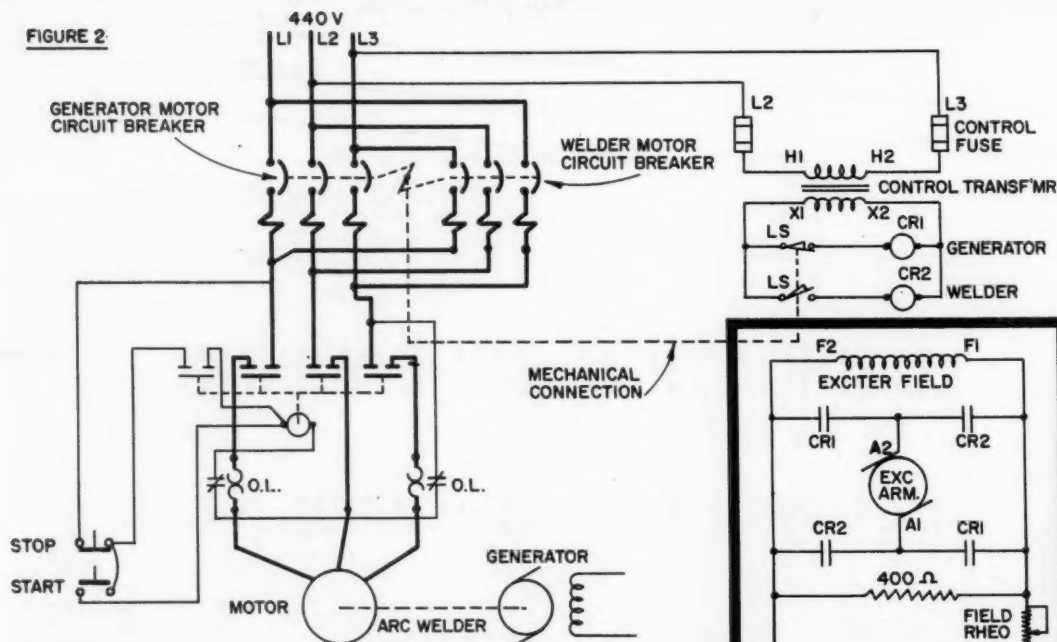 FIGURE 2
440 V
L1 L2 L3
GENERATOR MOTOR
CIRCUIT BREAKER
WELDER MOTOR
CIRCUIT BREAKER
L2
L3
CONTROL
FUSE
H1 H2
CONTROL TRANSF'MR
X1 X2
LS
CR1
GENERATOR
LS
CR2
WELDER
MECHANICAL
CONNECTION
F2 F1
EXCITER FIELD
CR1
CR2
A2
EXC
ARM.
A1
CR2
CR1
400 Ω
FIELD
RHEO
O.L.
O.L.
STOP
START
MOTOR
ARC WELDER
GENERATOR